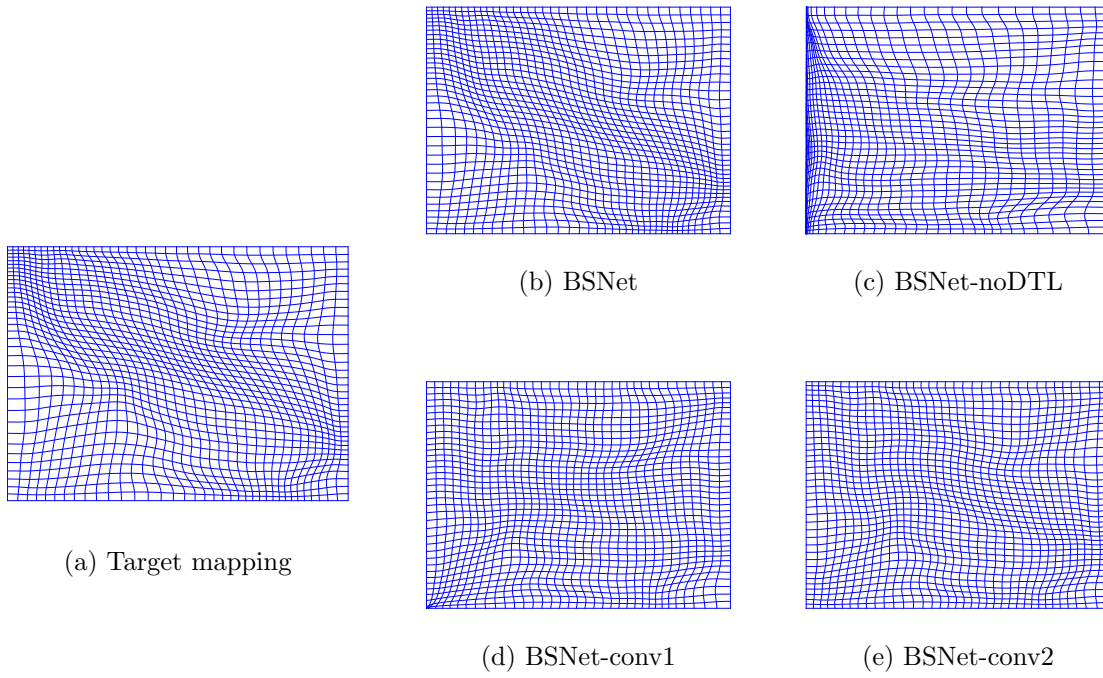 (a) Target mapping
(b) BSNet
(c) BSNet-noDTL
(d) BSNet-conv1
(e) BSNet-conv2